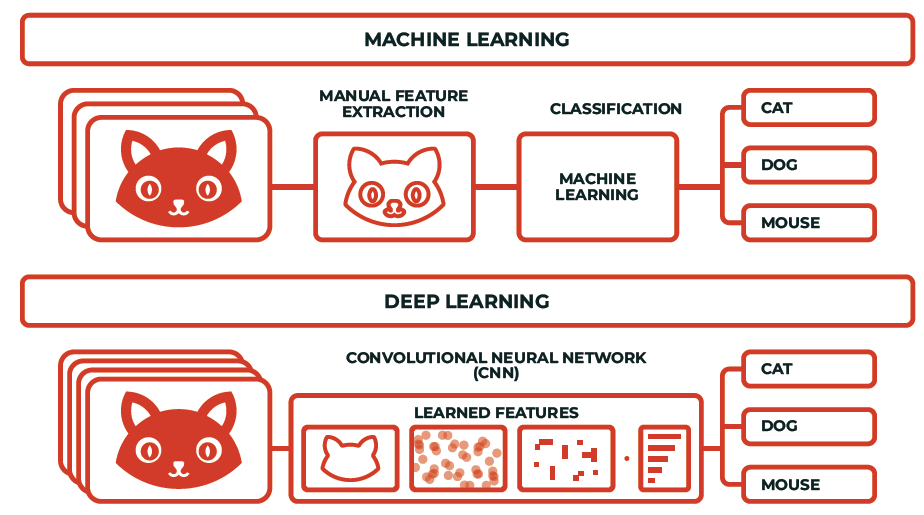 MACHINE LEARNING
MANUAL FEATURE
EXTRACTION
CLASSIFICATION
MACHINE
LEARNING
CAT
DOG
MOUSE
DEEP LEARNING
CONVOLUTIONAL NEURAL NETWORK
(CNN)
LEARNED FEATURES
CAT
DOG
MOUSE